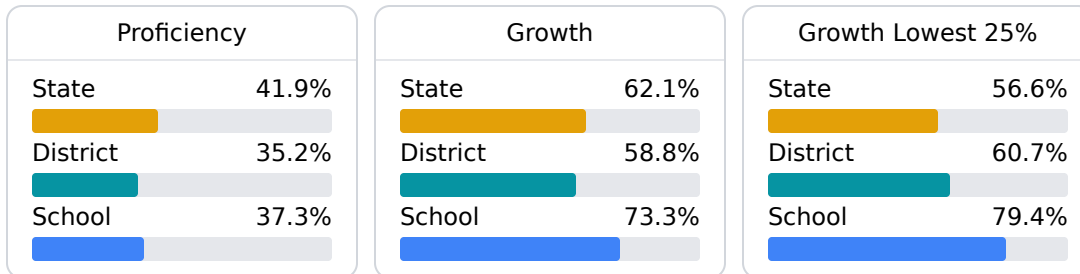 Proficiency
State 41.9%
District 35.2%
School 37.3%
Growth
State 62.1%
District 58.8%
School 73.3%
Growth Lowest 25%
State 56.6%
District 60.7%
School 79.4%